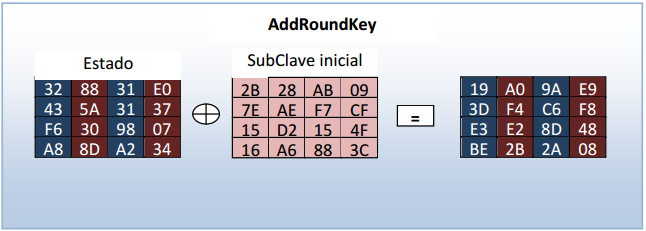 AddRoundKey
Estado SubClave inicial
32 88 31 E0 2B 28 AB 09 19 A0 9A E9
43 5A 31 37 7E AE F7 CF 3D F4 C6 F8
F6 30 98 07 15 D2 15 4F E3 E2 8D 48
A8 8D A2 34 16 A6 88 3C BE 2B 2A 08
=